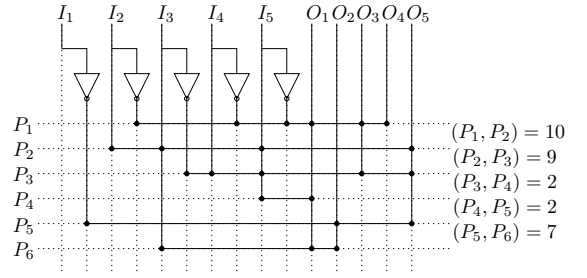 I₁ I₂ I₃ I₄ I₅ O₁ O₂ O₃ O₄ O₅
P₁
(P₁, P₂) = 10
P₂
(P₂, P₃) = 9
P₃
(P₃, P₄) = 2
P₄
(P₄, P₅) = 2
P₅
(P₅, P₆) = 7
P₆